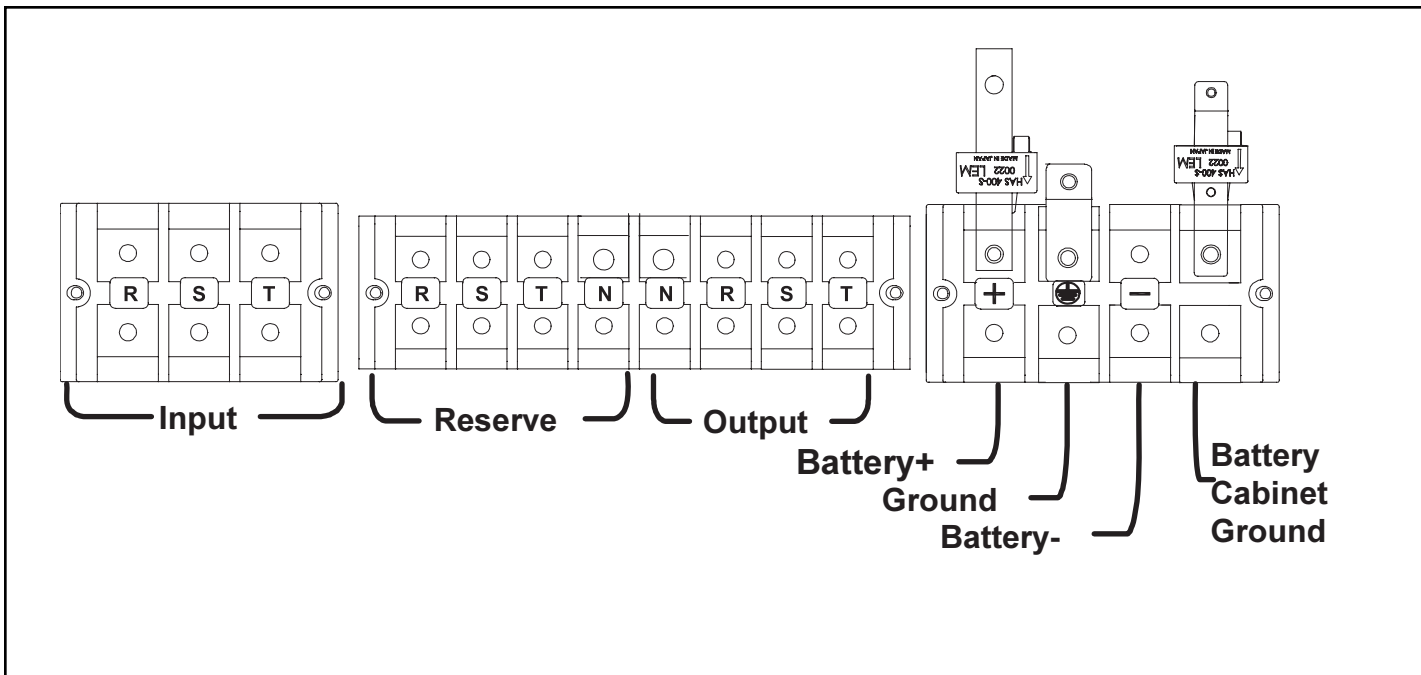 HAS 400-S
0022 LEM
MADE IN JAPAN
HAS 400-S
0022 LEM
MADE IN JAPAN
R S T
R S T N N R S T
+ −
Input
Reserve
Output
Battery+
Ground
Battery-
Battery
Cabinet
Ground